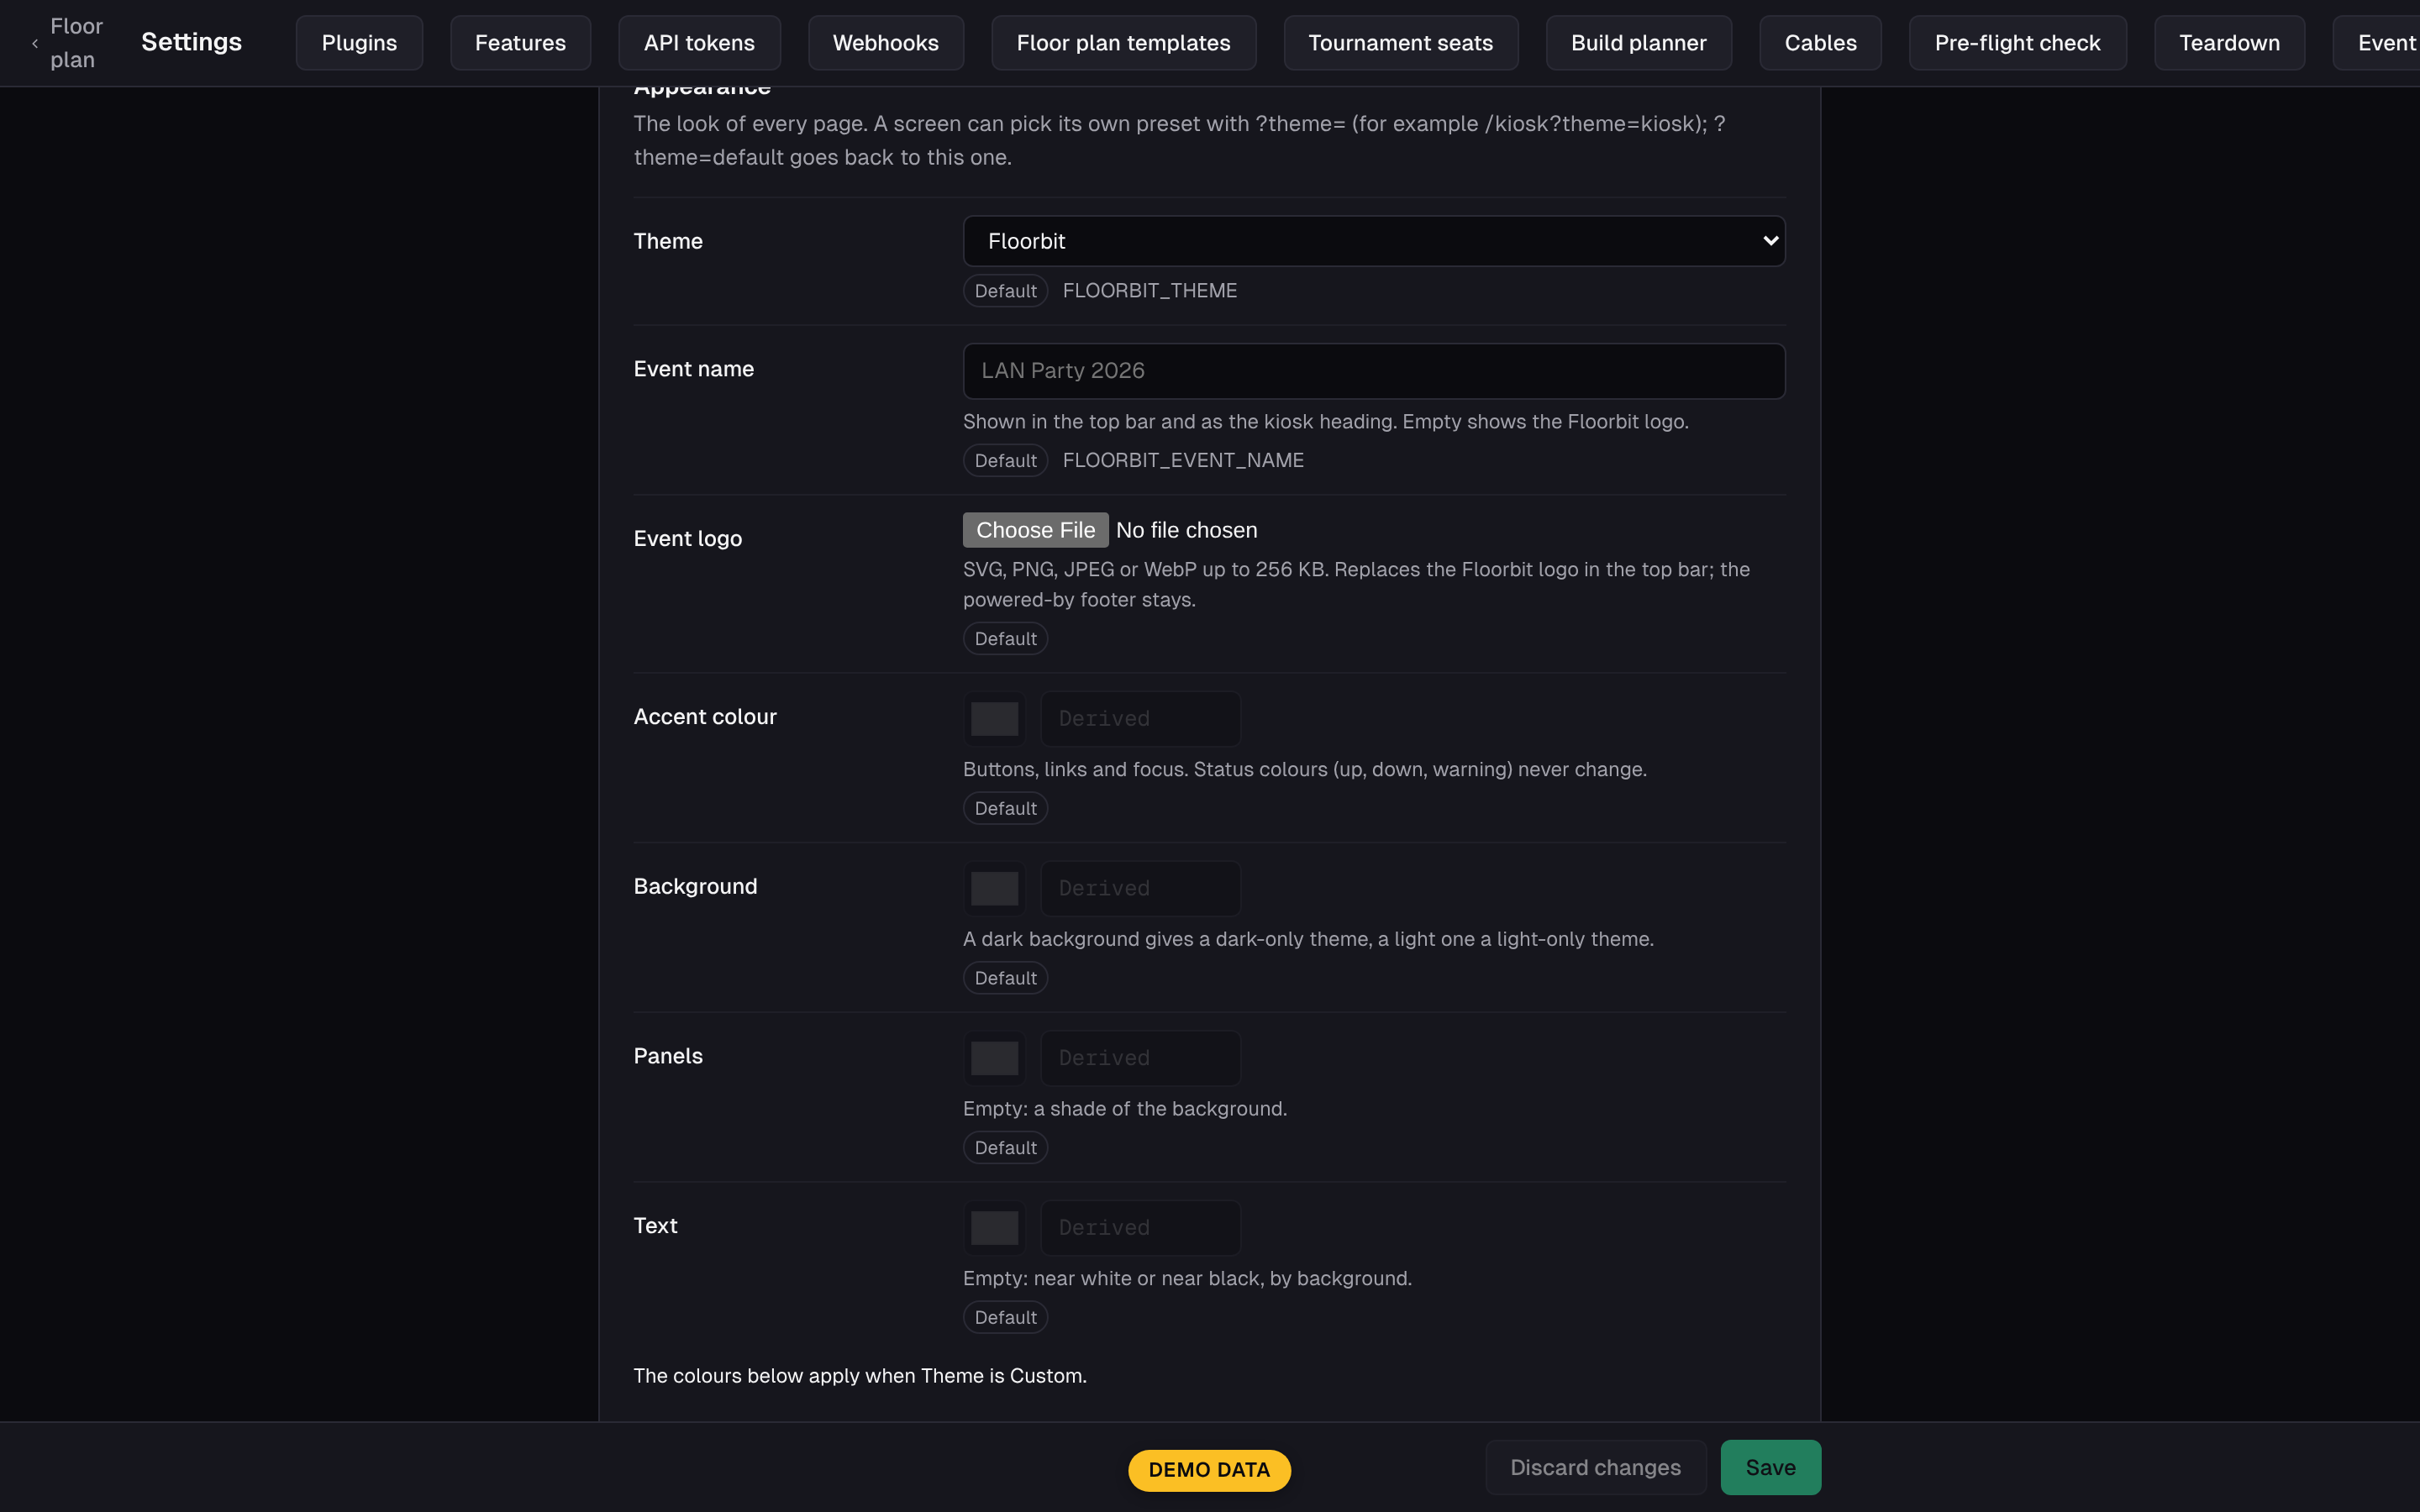 ‹ Floor plan
Settings
Plugins
Features
API tokens
Webhooks
Floor plan templates
Tournament seats
Build planner
Cables
Pre-flight check
Teardown
Event
Appearance
The look of every page. A screen can pick its own preset with ?theme= (for example /kiosk?theme=kiosk); ?
theme=default goes back to this one.
Theme
Floorbit
Default FLOORBIT_THEME
Event name
LAN Party 2026
Shown in the top bar and as the kiosk heading. Empty shows the Floorbit logo.
Default FLOORBIT_EVENT_NAME
Event logo
Choose File No file chosen
SVG, PNG, JPEG or WebP up to 256 KB. Replaces the Floorbit logo in the top bar; the
powered-by footer stays.
Default
Accent colour
Derived
Buttons, links and focus. Status colours (up, down, warning) never change.
Default
Background
Derived
A dark background gives a dark-only theme, a light one a light-only theme.
Default
Panels
Derived
Empty: a shade of the background.
Default
Text
Derived
Empty: near white or near black, by background.
Default
The colours below apply when Theme is Custom.
DEMO DATA
Discard changes
Save